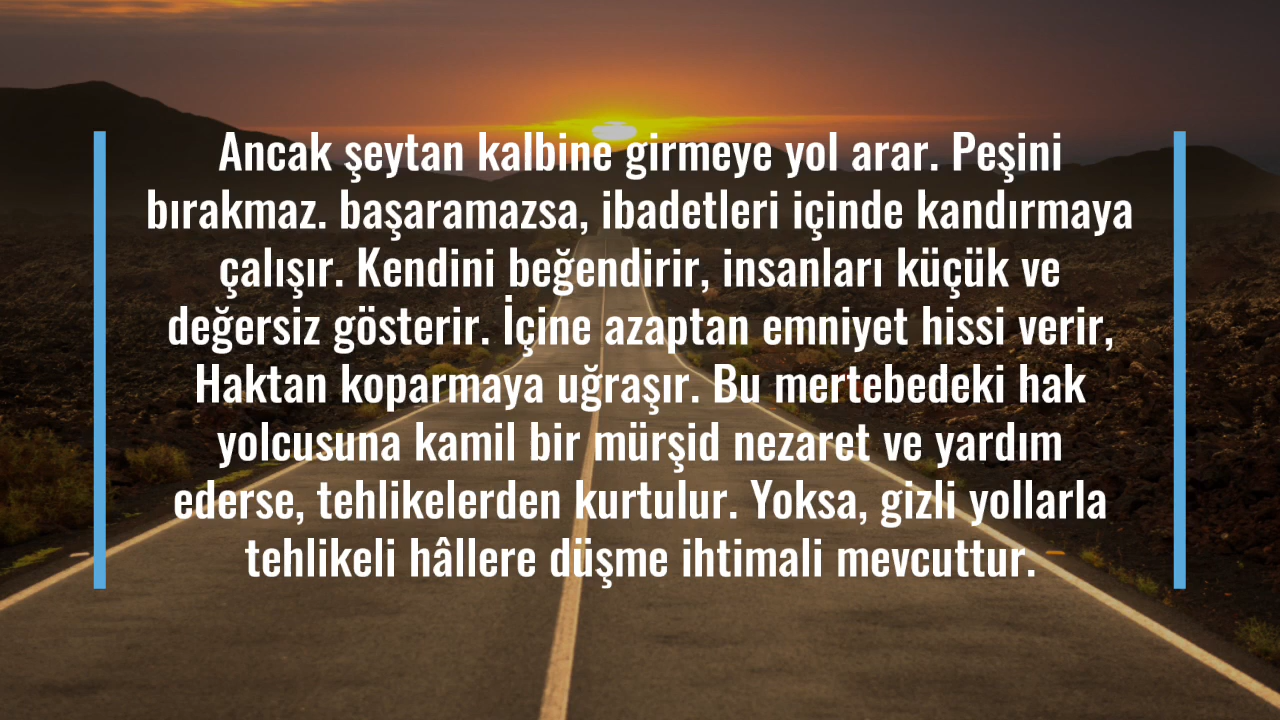 Ancak şeytan kalbine girmeye yol arar. Peşini
bırakmaz. başaramazsa, ibadetleri içinde kandırmaya
çalışır. Kendini beğendirir, insanları küçük ve
değersiz gösterir. İçine azaptan emniyet hissi verir,
Haktan koparmaya uğraşır. Bu mertebedeki hak
yolcusuna kamil bir mürşid nezaret ve yardım
ederse, tehlikelerden kurtulur. Yoksa, gizli yollarla
tehlikeli hâllere düşme ihtimali mevcuttur.